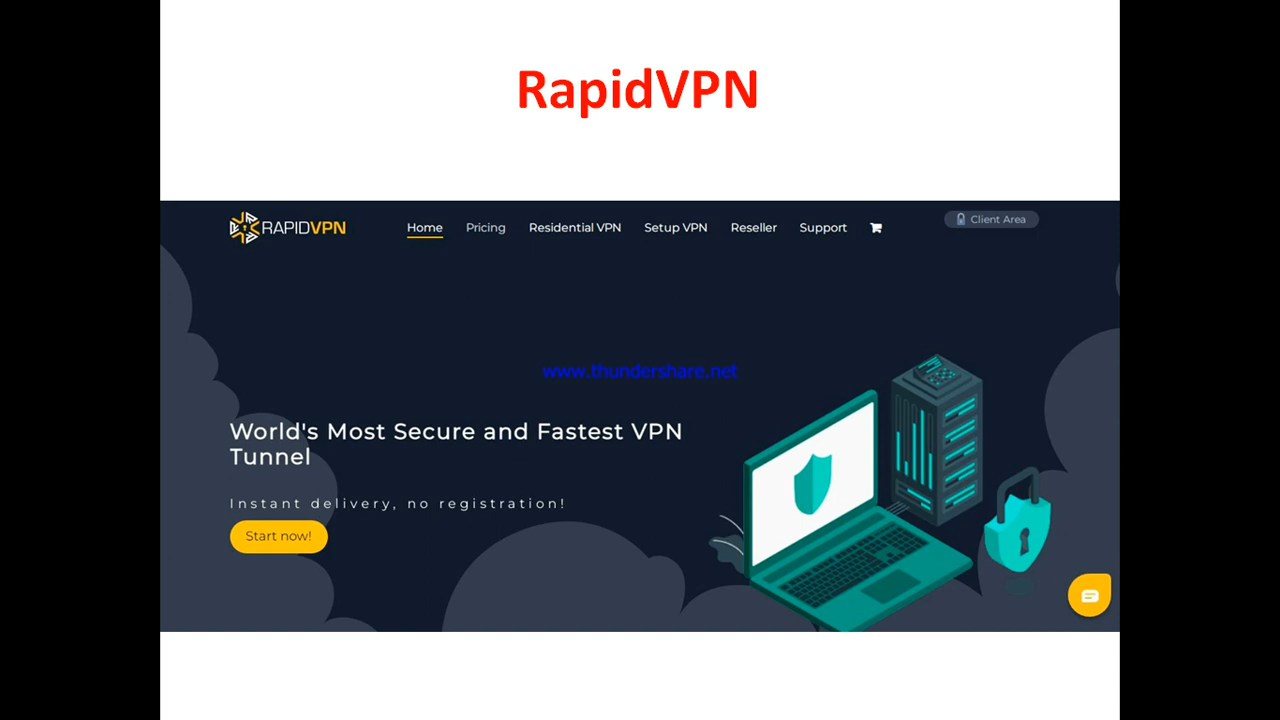 RapidVPN
RAPIDVPN
Home
Pricing
Residential VPN
Setup VPN
Reseller
Support
Client Area
www.thundershare.net
World's Most Secure and Fastest VPN
Tunnel
Instant delivery, no registration!
Start now!